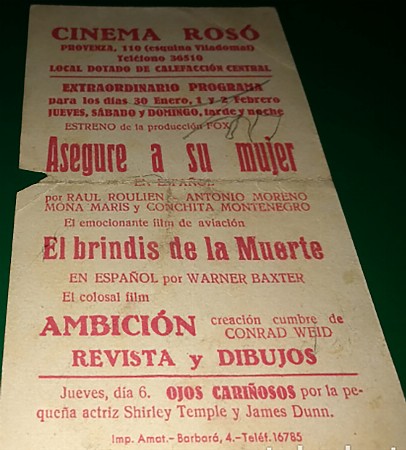 CINEMA ROSÓ
PROVENZA, 110 (esquina Viladomat)
Teléfono 36510
LOCAL DOTADO DE CALEFACCIÓN CENTRAL
EXTRAORDINARIO PROGRAMA
para los días 30 Enero, 1 y 2 Febrero
JUEVES, SÁBADO y DOMINGO, tarde y noche
ESTRENO de la producción FOX
Asegure a su mujer
EN ESPAÑOL
por RAUL ROULIEN - ANTONIO MORENO
MONA MARIS y CONCHITA MONTENEGRO
El emocionante film de aviación
El brindis de la Muerte
EN ESPAÑOL por WARNER BAXTER
El colosal film
AMBICIÓN creación cumbre de
CONRAD WEID
REVISTA y DIBUJOS
Jueves, día 6. OJOS CARIÑOSOS por la pe-
queña actriz Shirley Temple y James Dunn.
Imp. Amat.- Barbará, 4.-Teléf. 16785